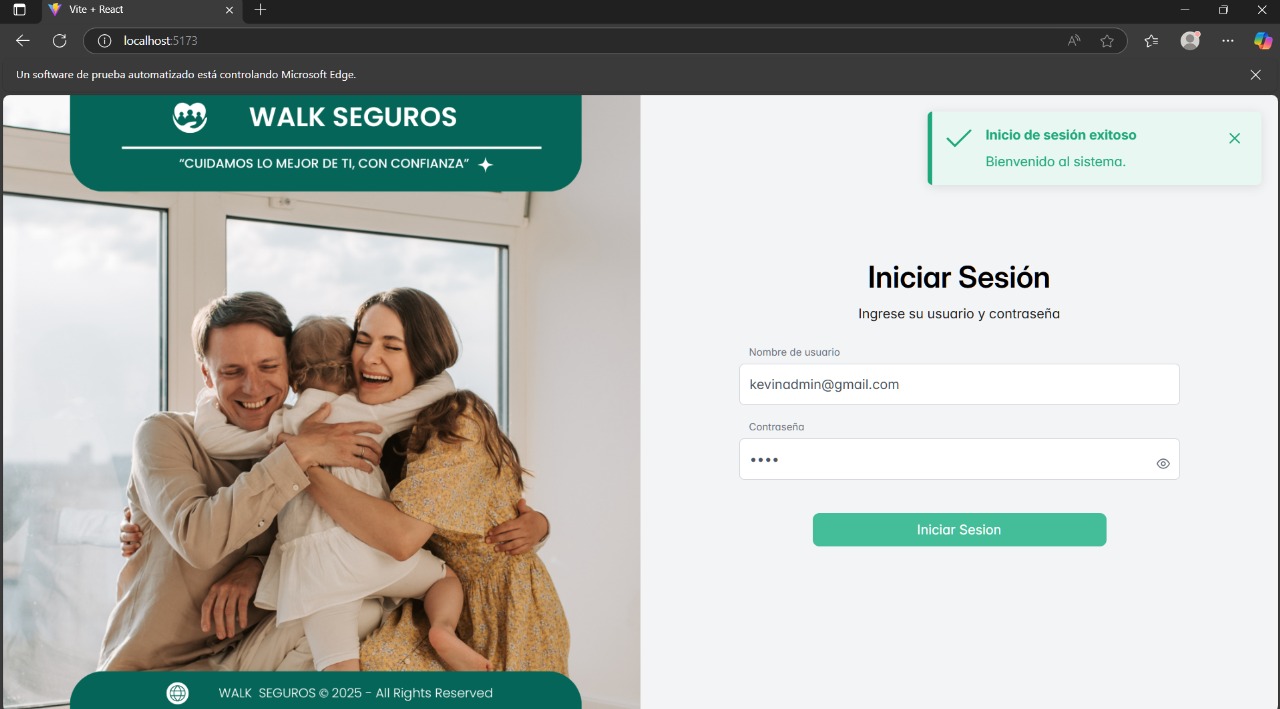 Vite + React
localhost:5173
Un software de prueba automatizado está controlando Microsoft Edge.
WALK SEGUROS
“CUIDAMOS LO MEJOR DE TI, CON CONFIANZA”
WALK SEGUROS © 2025 - All Rights Reserved
Inicio de sesión exitoso
Bienvenido al sistema.
Iniciar Sesión
Ingrese su usuario y contraseña
Nombre de usuario
kevinadmin@gmail.com
Contraseña
••••
Iniciar Sesion